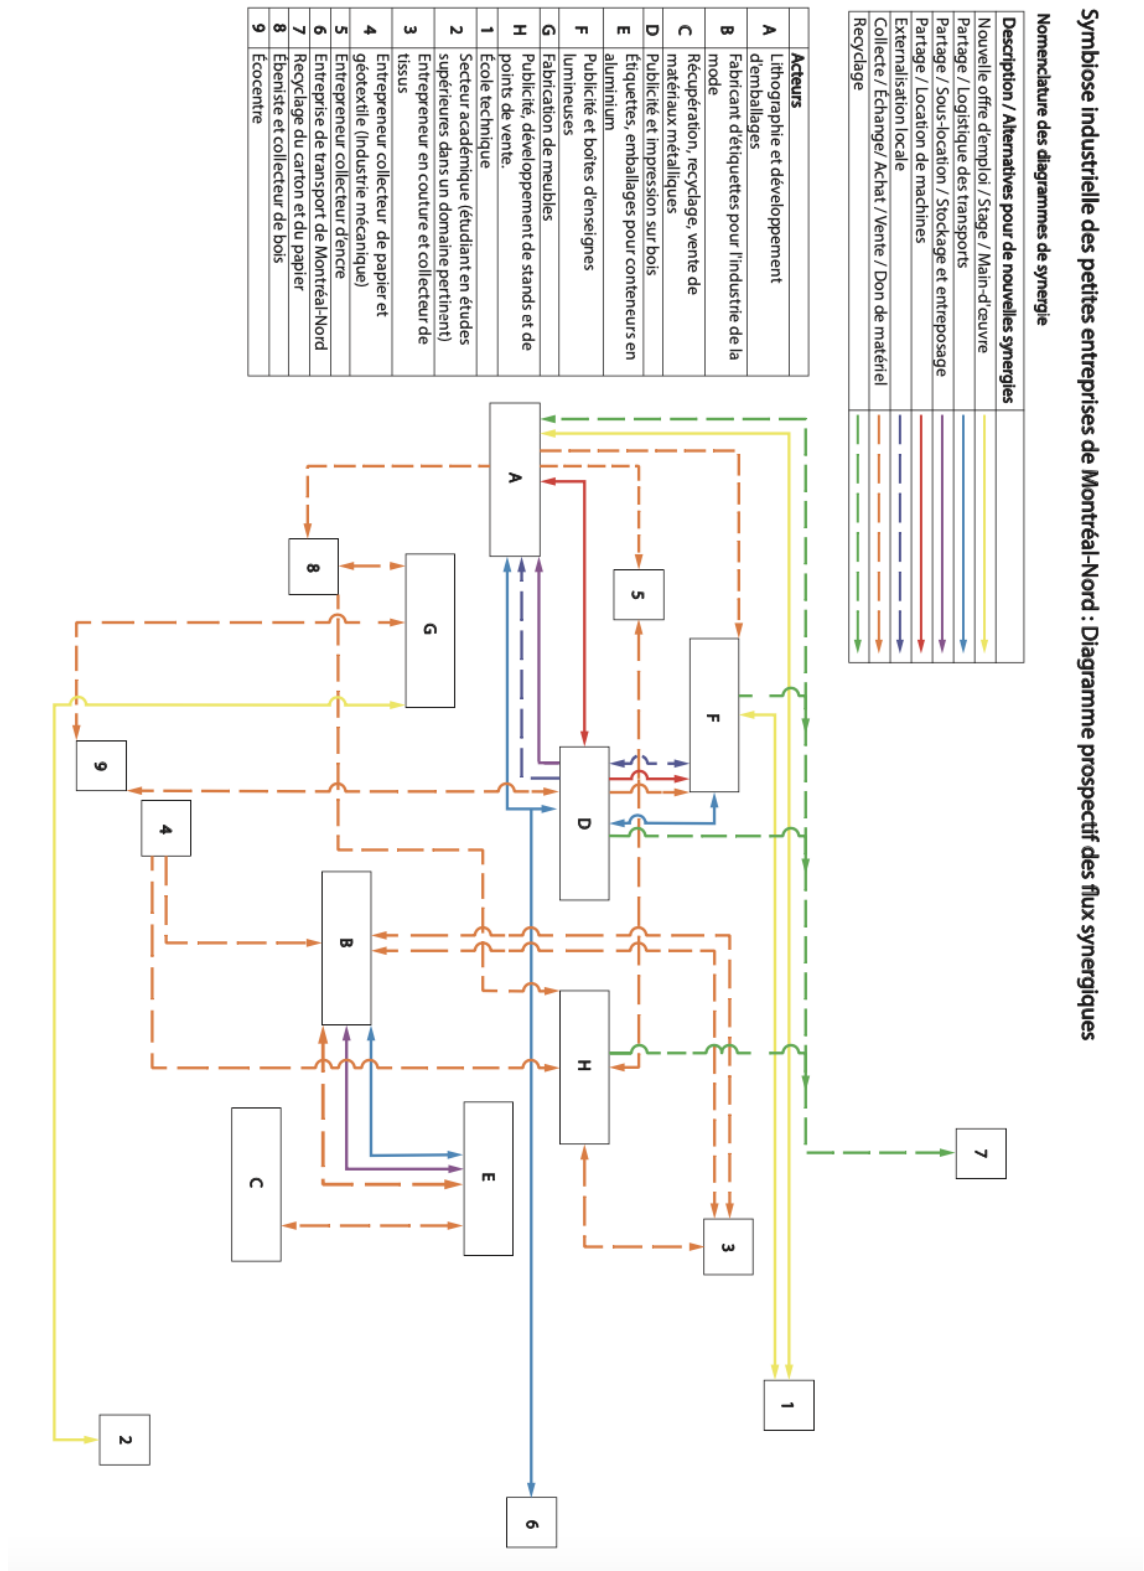 Symbiose industrielle des petites entreprises de Montréal-Nord : Diagramme prospectif des flux synergiques
Nomenclature des diagrammes de synergie
Description / Alternatives pour de nouvelles synergies
Nouvelle offre d'emploi / Stage / Main-d'œuvre
Partage / Logistique des transports
Partage / Sous-location / Stockage et entreposage
Partage / Location de machines
Externalisation locale
Collecte / Échange/ Achat / Vente / Don de matériel
Recyclage
Acteurs
A Lithographie et développement
d'emballages
B Fabricant d'étiquettes pour l'industrie de la
mode
C Récupération, recyclage, vente de
matériaux métalliques
D Publicité et impression sur bois
E Étiquettes, emballages pour conteneurs en
aluminium
F Publicité et boîtes d'enseignes
lumineuses
G Fabrication de meubles
H Publicité, développement de stands et de
points de vente.
1 École technique
2 Secteur académique (étudiant en études
supérieures dans un domaine pertinent)
3 Entrepreneur en couture et collecteur de
tissus
4 Entrepreneur collecteur de papier et
géotextile (Industrie mécanique)
5 Entrepreneur collecteur d'encre
6 Entreprise de transport de Montréal-Nord
7 Recyclage du carton et du papier
8 Ébeniste et collecteur de bois
9 Écocentre
7
1
3
F
5
D
H
6
A
E
G
B
8
C
4
9
2